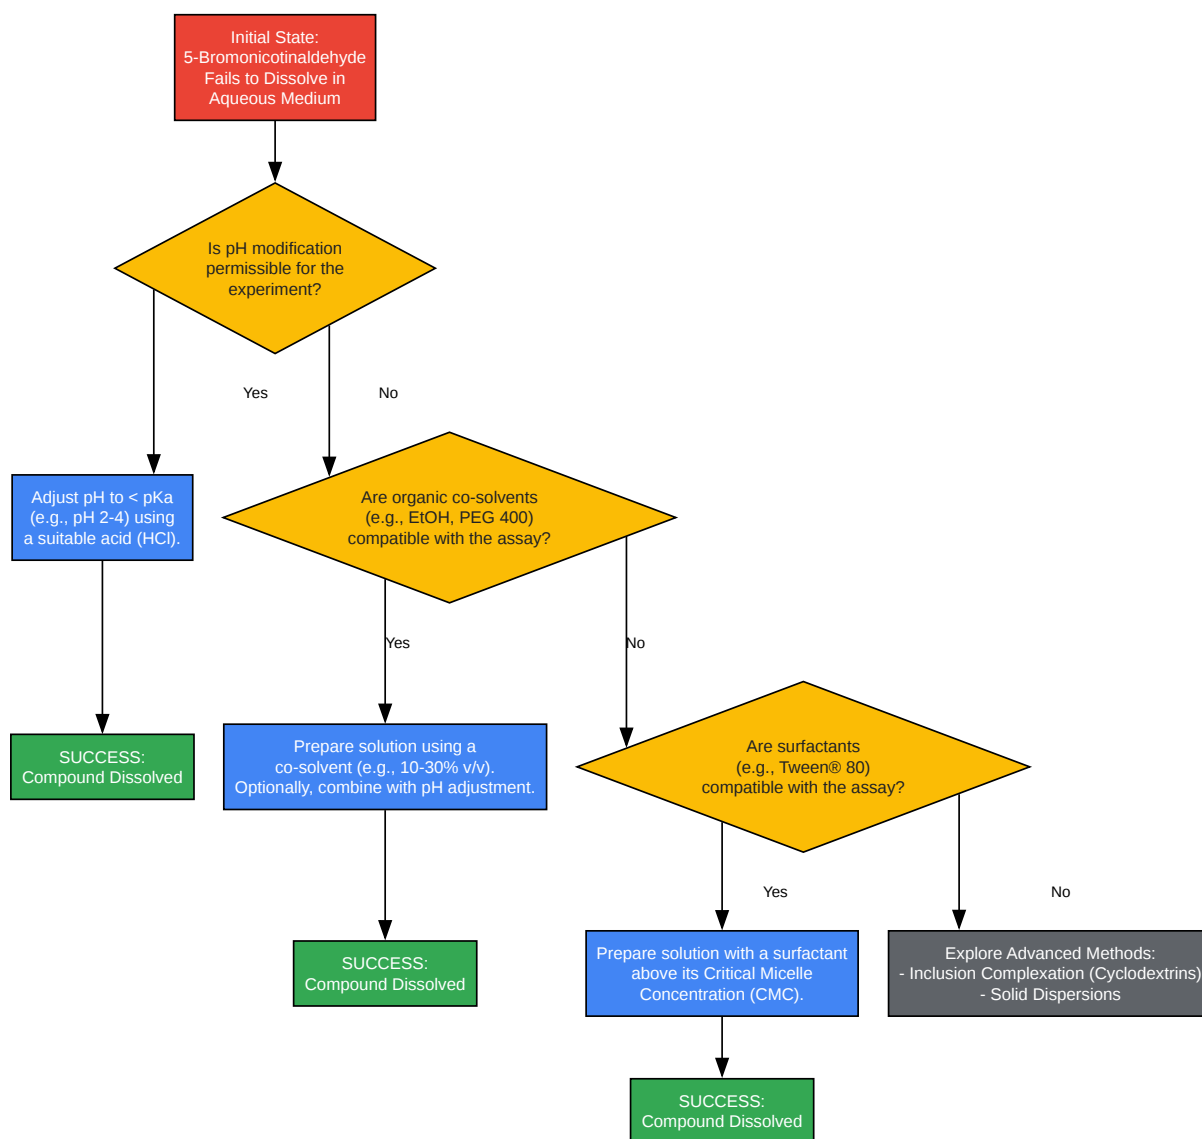 Initial State:
5-Bromonicotinaldehyde
Fails to Dissolve in
Aqueous Medium
Is pH modification
permissible for the
experiment?
Yes
No
Adjust pH to < pKa
(e.g., pH 2-4) using
a suitable acid (HCl).
Are organic co-solvents
(e.g., EtOH, PEG 400)
compatible with the assay?
Yes
No
SUCCESS:
Compound Dissolved
Prepare solution using a
co-solvent (e.g., 10-30% v/v).
Optionally, combine with pH adjustment.
Are surfactants
(e.g., Tween® 80)
compatible with the assay?
Yes
No
SUCCESS:
Compound Dissolved
Prepare solution with a surfactant
above its Critical Micelle
Concentration (CMC).
Explore Advanced Methods:
- Inclusion Complexation (Cyclodextrins)
- Solid Dispersions
SUCCESS:
Compound Dissolved